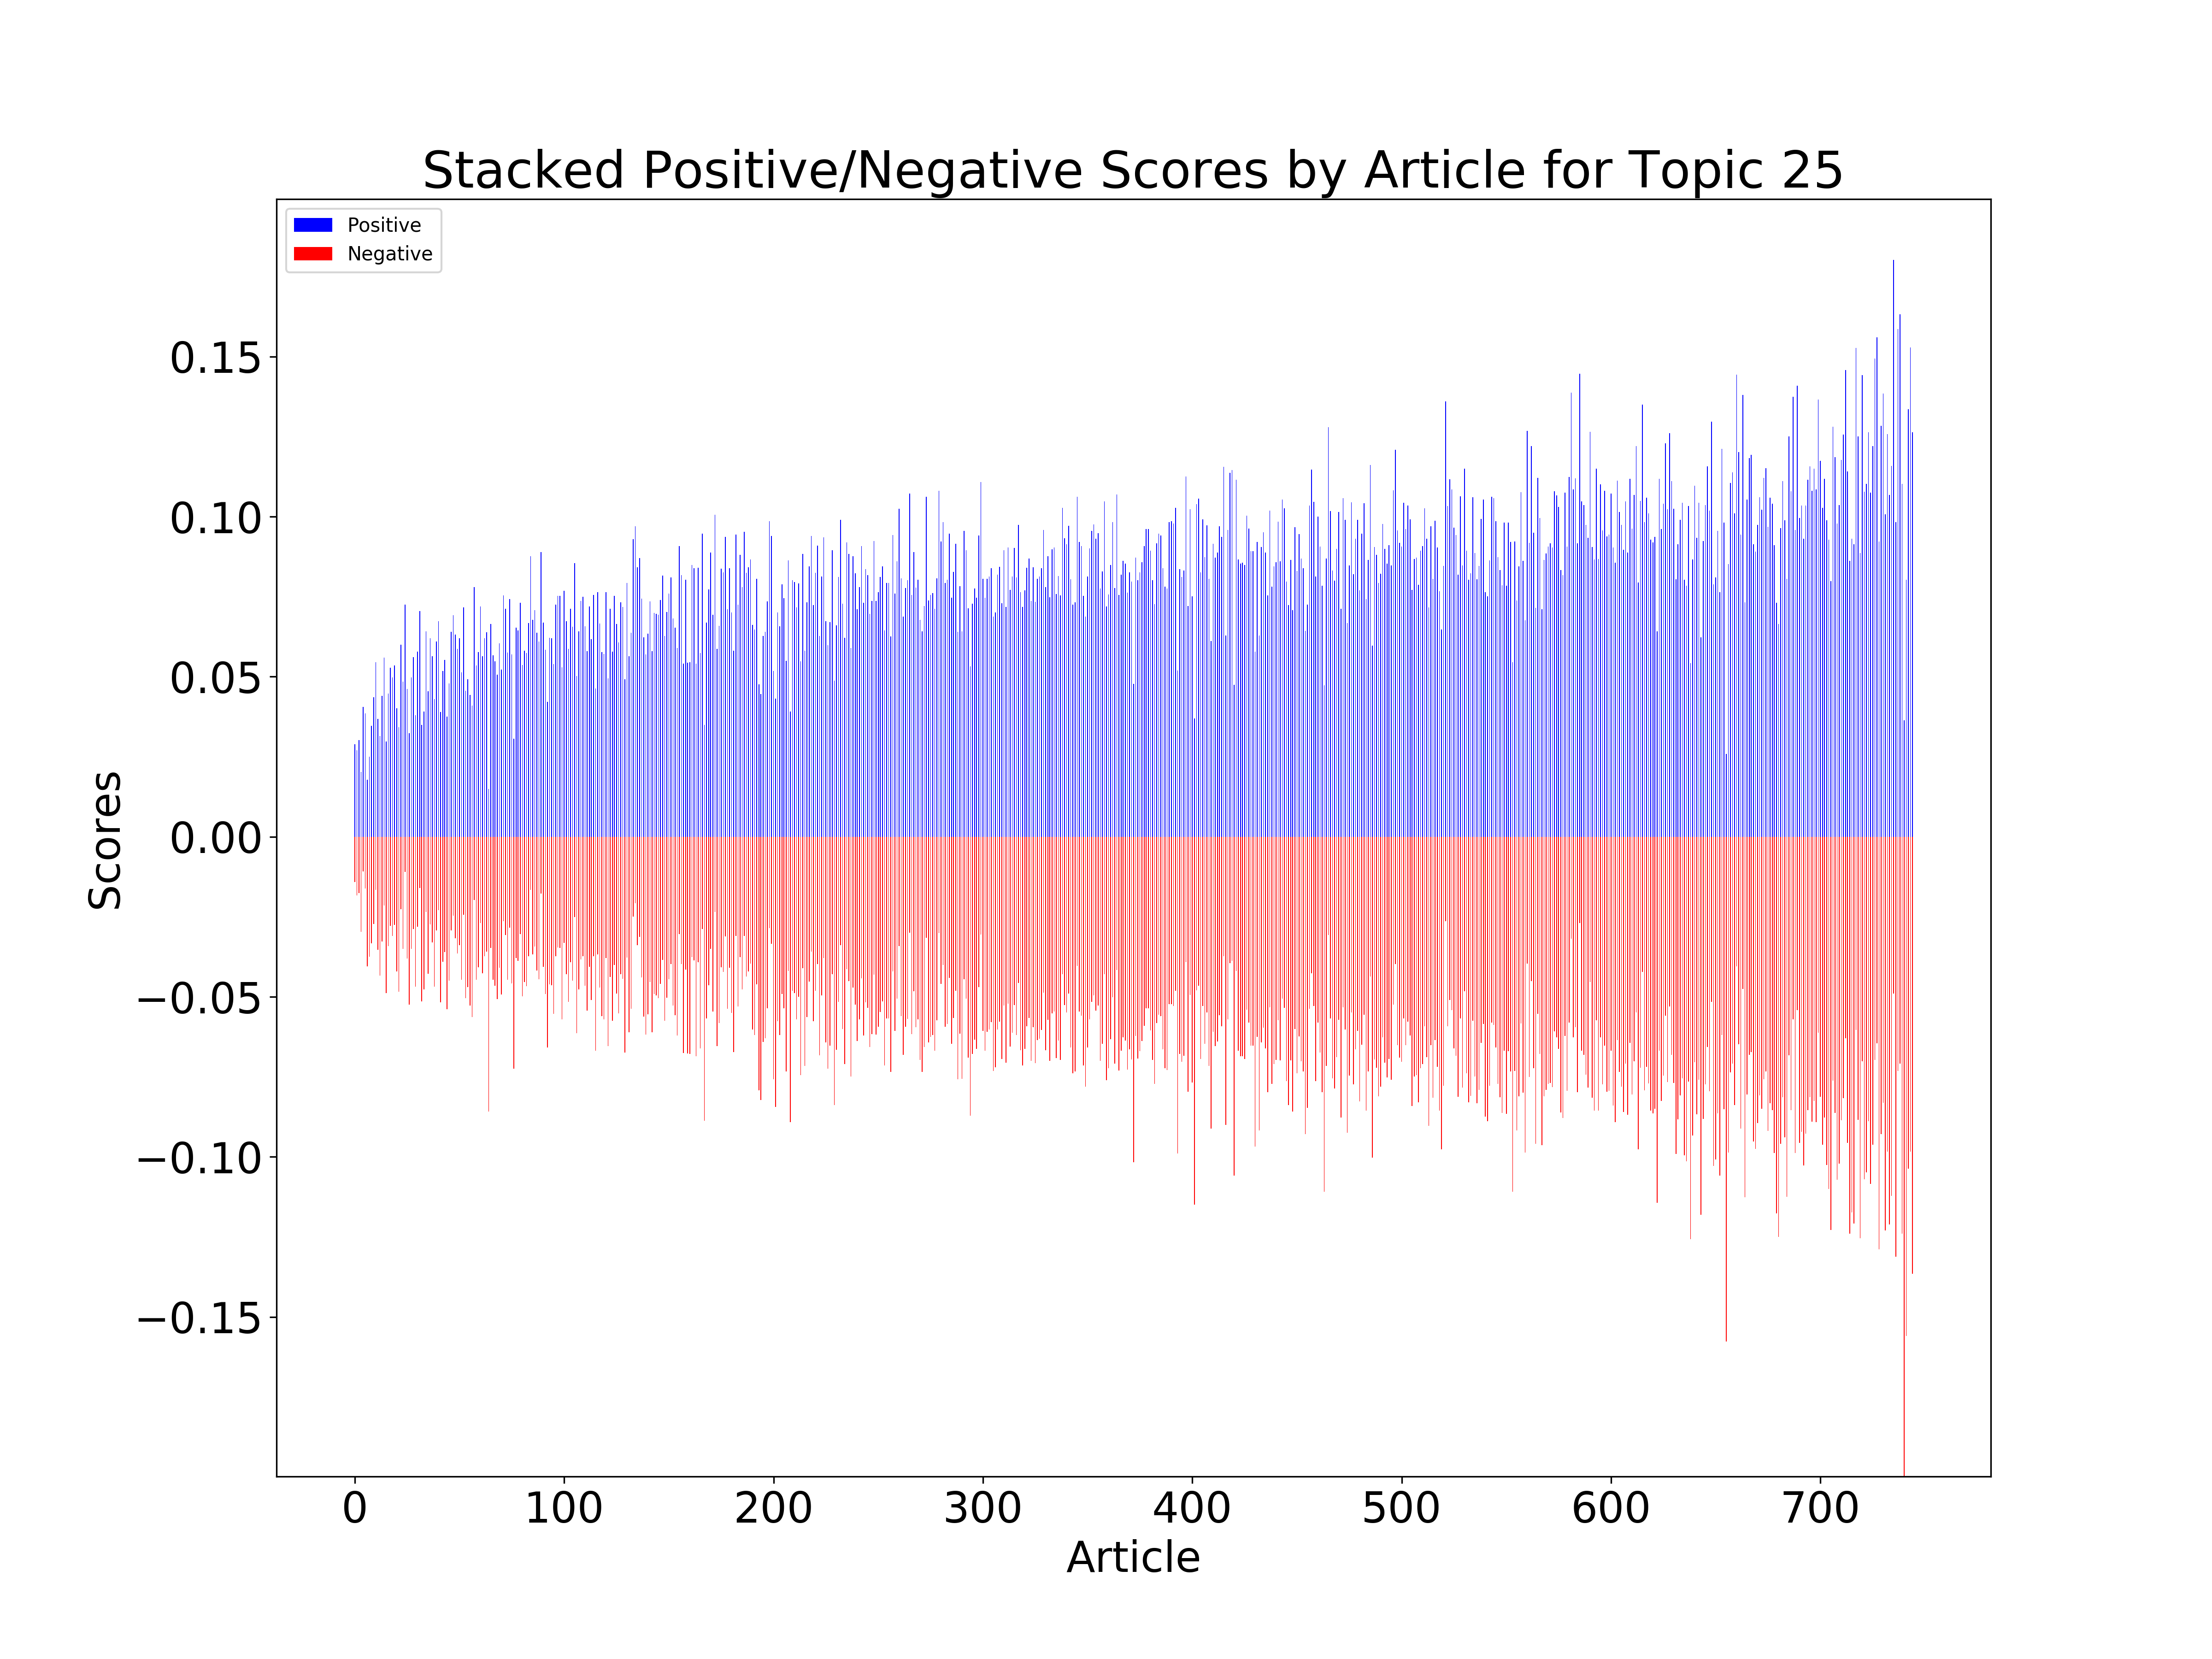 Stacked Positive/Negative Scores by Article for Topic 25
Positive
Negative
0.15
0.10
0.05
0.00
−0.05
−0.10
−0.15
Scores
0 100 200 300 400 500 600 700
Article